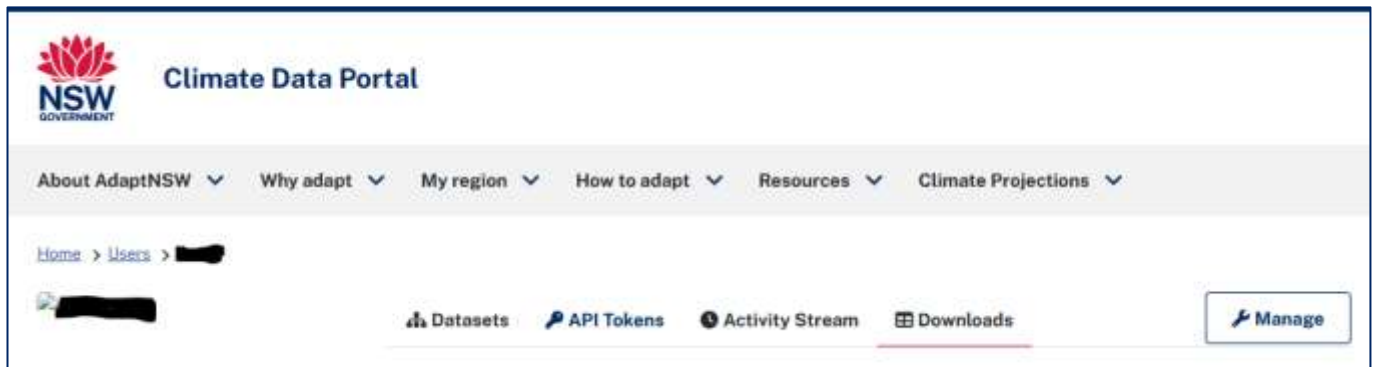 NSW
GOVERNMENT
Climate Data Portal
About AdaptNSW Why adapt My region How to adapt Resources Climate Projections
Home > Users >
Datasets API Tokens Activity Stream Downloads Manage